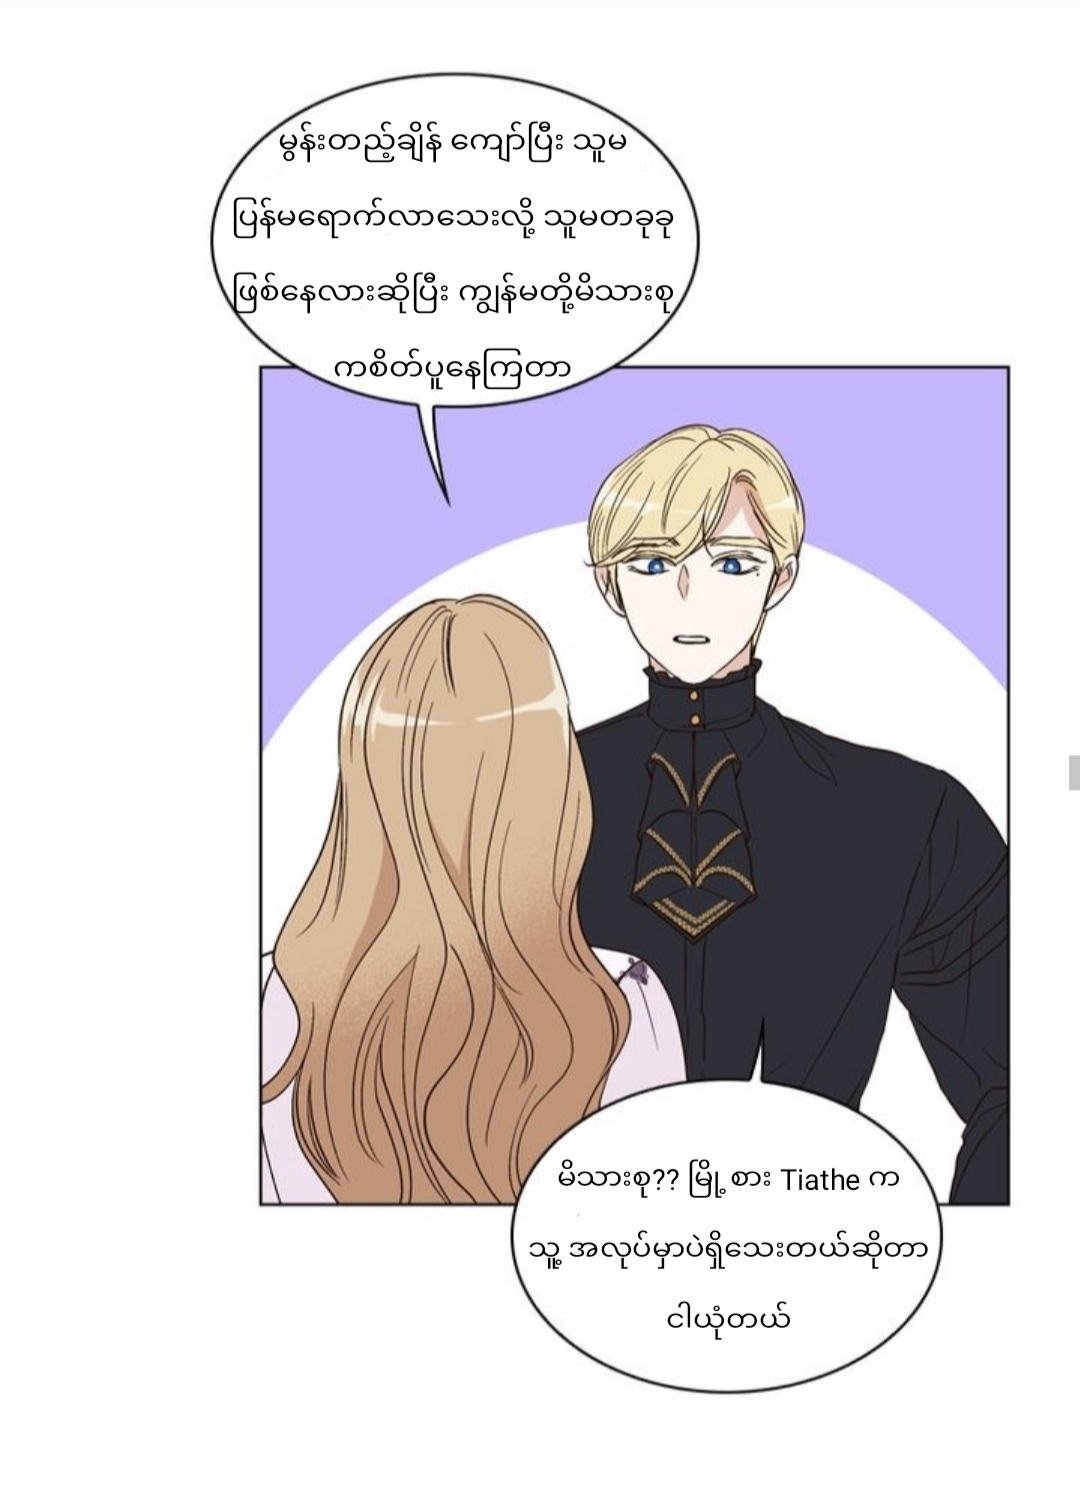 မွန်းတည့်ချိန် ကျော်ပြီး သူမ
ပြန်မရောက်လာသေးလို့ သူမတခုခု
ဖြစ်နေလားဆိုပြီး ကျွန်မတို့မိသားစု
ကစိတ်ပူနေကြတာ
မိသားစု?? မြို့စား Tiathe က
သူ့ အလုပ်မှာပဲရှိသေးတယ်ဆိုတာ
ငါယုံတယ်